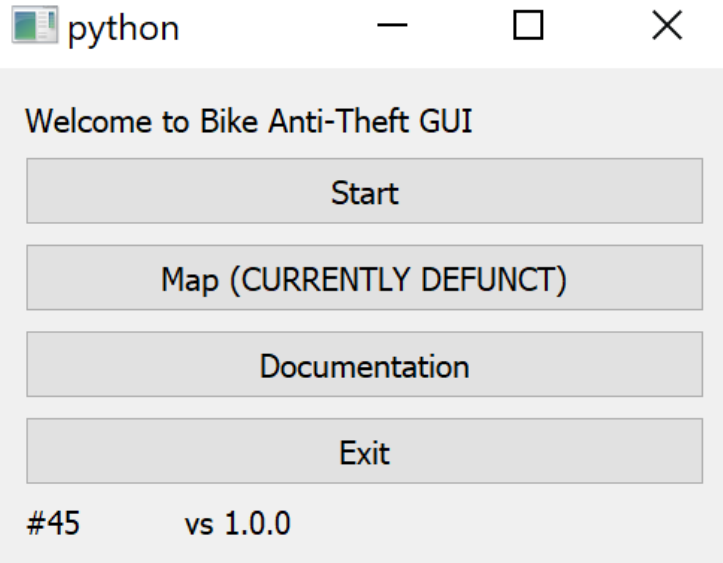 python
Welcome to Bike Anti-Theft GUI
Start
Map (CURRENTLY DEFUNCT)
Documentation
Exit
#45 vs 1.0.0